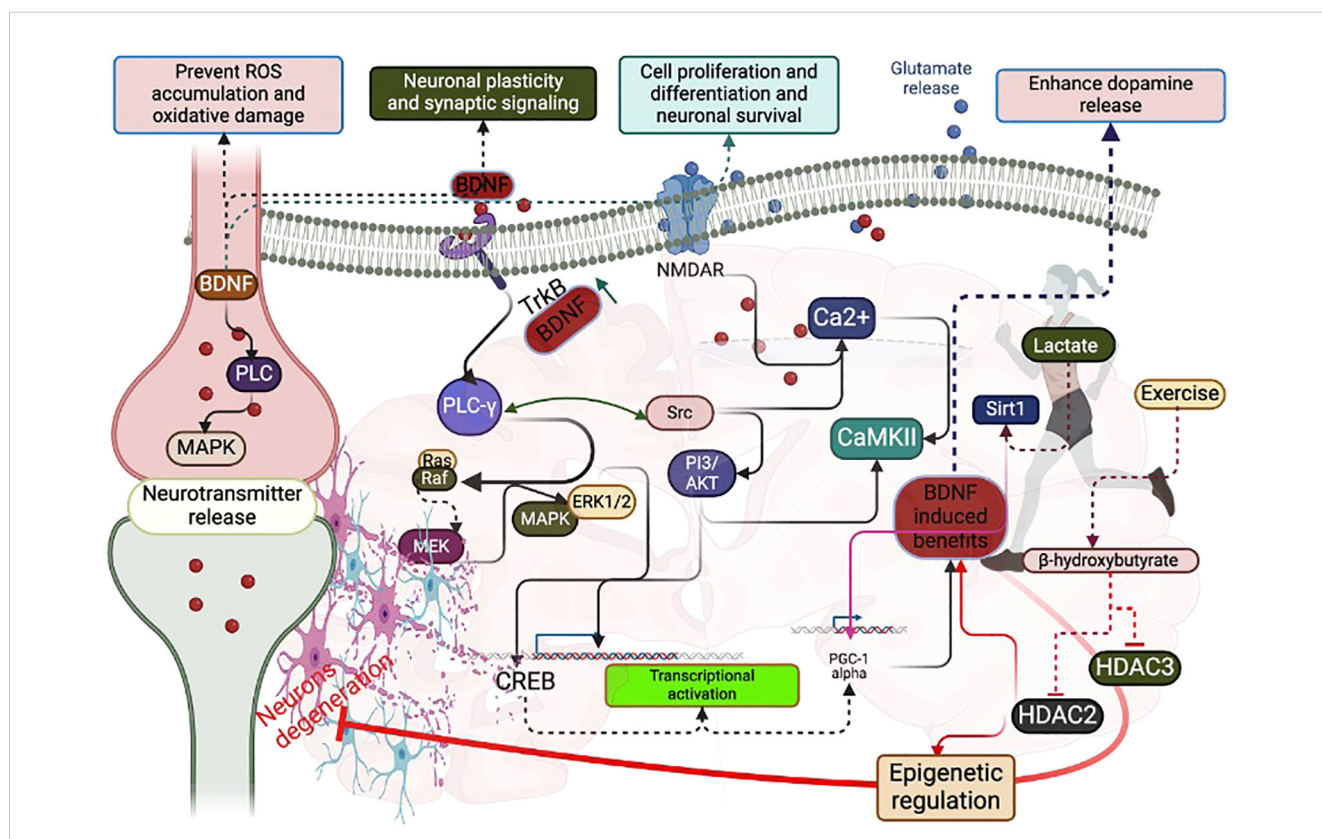 Prevent ROS
accumulation and
oxidative damage
Neuronal plasticity
and synaptic signaling
Cell proliferation and
differentiation and
neuronal survival
Glutamate
release
Enhance dopamine
release
BDNF
BDNF
NMDAR
TrkB
BDNF
Ca2+
Lactate
PLC
PLC-γ
Src
Sirt1
Exercise
MAPK
CaMKII
Ras
Raf
PI3/
AKT
Neurotransmitter
release
ERK1/2
MAPK
BDNF
induced
benefits
MEK
β-hydroxybutyrate
CREB
Transcriptional
activation
PGC-1
alpha
HDAC3
HDAC2
Neurons
degeneration
Epigenetic
regulation